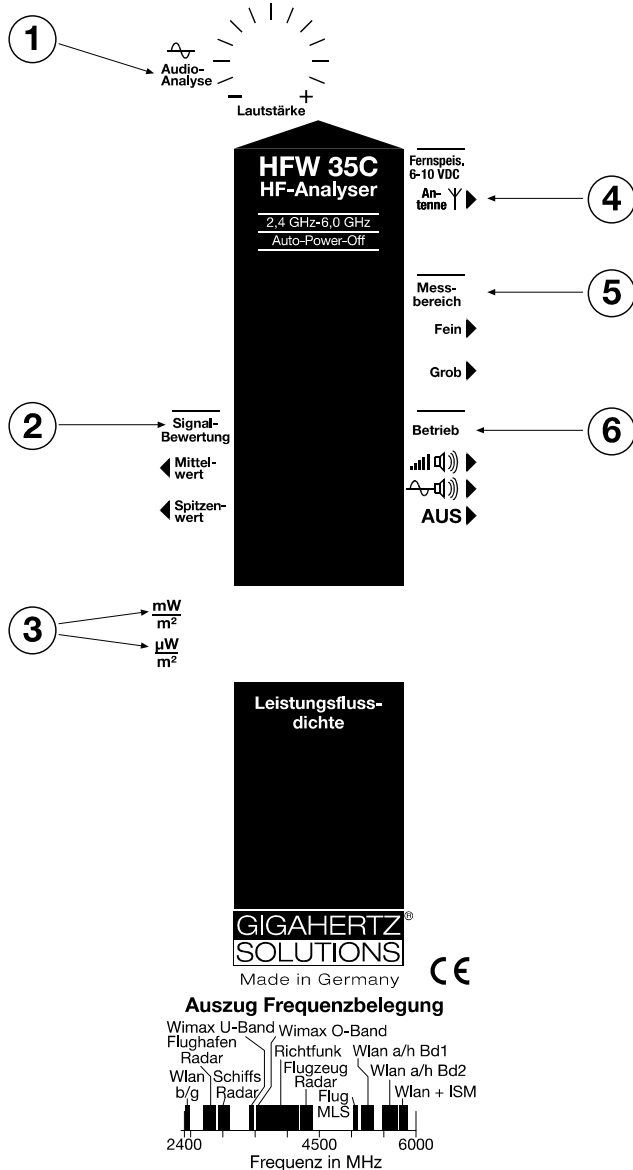 1
Audio-
Analyse
– +
Lautstärke
HFW 35C
HF-Analyser
2,4 GHz-6,0 GHz
Auto-Power-Off
Fernspeis.
6-10 VDC
An-
tenne
4
Mess-
bereich
5
Fein
Grob
2
Signal-
Bewertung
Mittel-
wert
Spitzen-
wert
Betrieb
6
AUS
3
mW
m²
µW
m²
Leistungsfluss-
dichte
GIGAHERTZ®
SOLUTIONS
Made in Germany
CE
Auszug Frequenzbelegung
Wimax U-Band
Wimax O-Band
Flughafen
Radar
Richtfunk
Wlan a/h Bd1
Wlan
b/g
Schiffs
Radar
Flugzeug
Radar
Wlan a/h Bd2
Flug
MLS
Wlan + ISM
2400 4500 6000
Frequenz in MHz